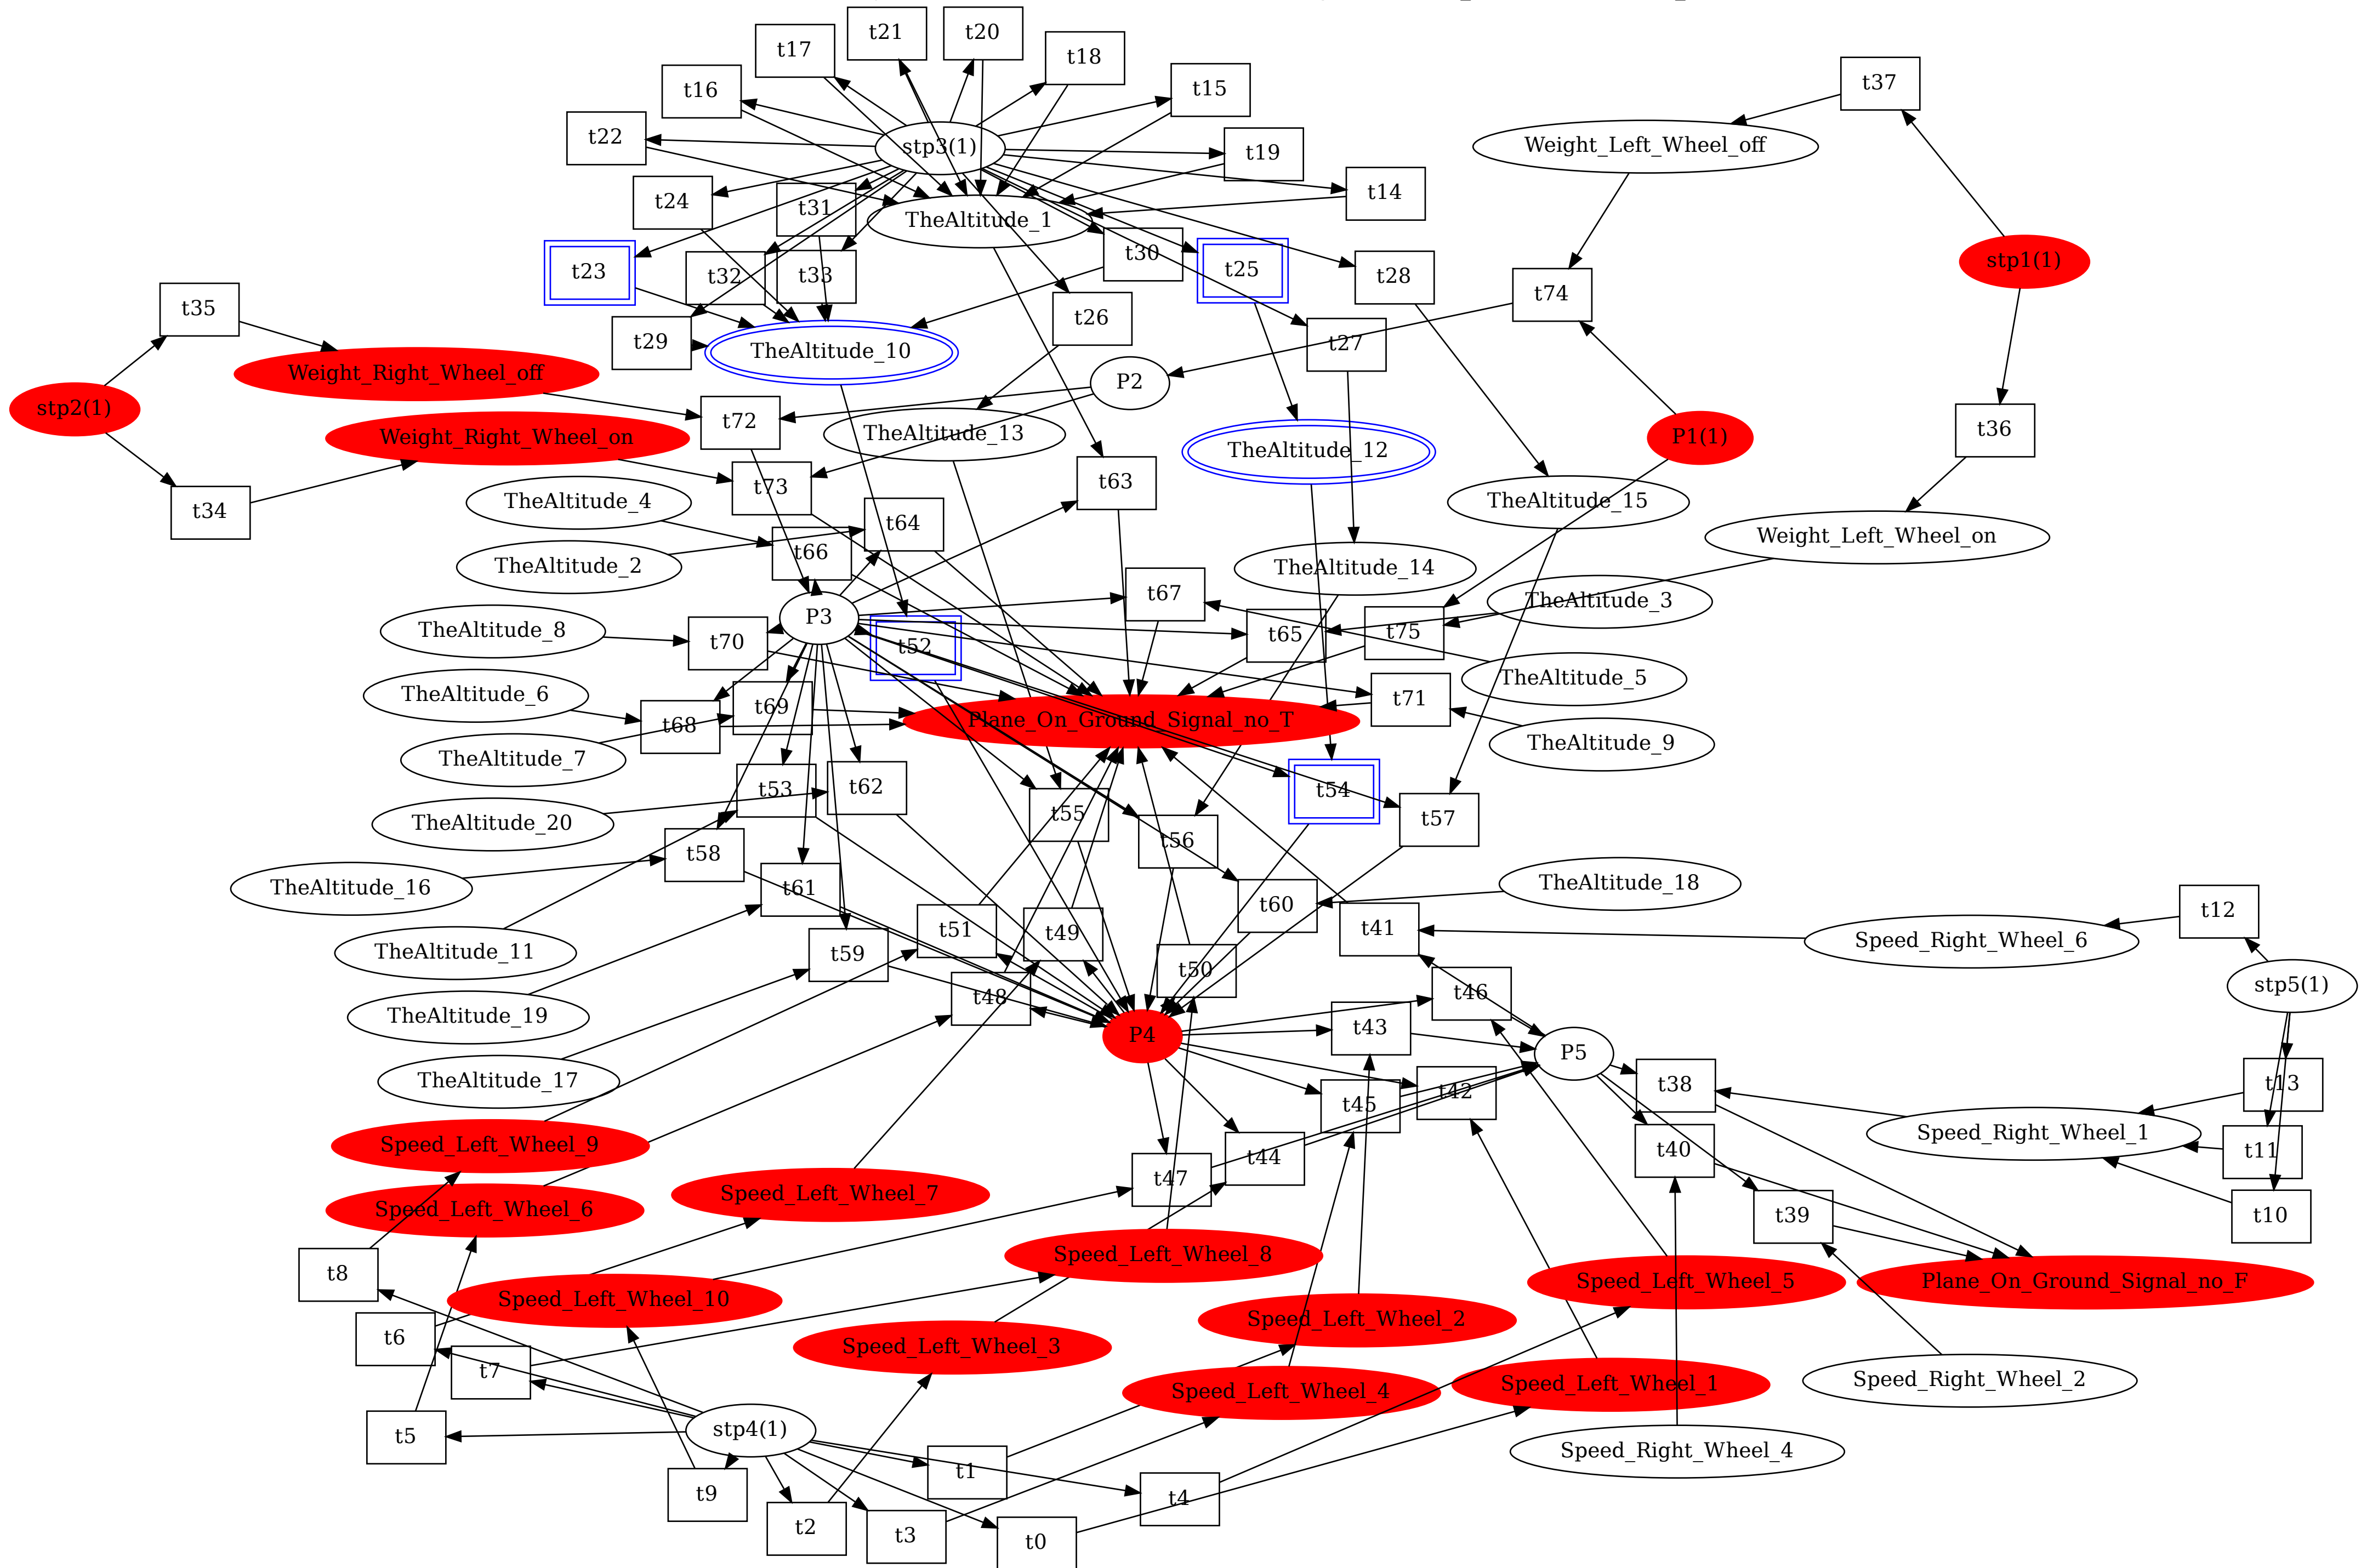 t21
t20
t17
t18
t16
t15
t37
t22
stp3(1)
Weight_Left_Wheel_off
t19
t24
t31
t14
TheAltitude_1
t30
stp1(1)
t23
t32
t33
t25
t28
t74
t35
t26
t29
TheAltitude_10
t27
Weight_Right_Wheel_off
P2
stp2(1)
t72
TheAltitude_13
t36
Weight_Right_Wheel_on
TheAltitude_12
P1(1)
t73
t63
TheAltitude_4
TheAltitude_15
t34
t64
Weight_Left_Wheel_on
t66
TheAltitude_2
TheAltitude_14
t67
TheAltitude_3
P3
TheAltitude_8
t70
t52
t65
t75
TheAltitude_5
TheAltitude_6
t69
t71
t68
Plane_On_Ground_Signal_no_T
TheAltitude_7
TheAltitude_9
t53
t62
t54
TheAltitude_20
t55
t57
t58
t56
TheAltitude_16
t61
t60
TheAltitude_18
t12
t51
t49
t41
TheAltitude_11
t59
Speed_Right_Wheel_6
t50
t48
t46
stp5(1)
TheAltitude_19
t43
P4
P5
TheAltitude_17
t38
t13
t45
t42
Speed_Left_Wheel_9
t44
t40
Speed_Right_Wheel_1
t11
t47
Speed_Left_Wheel_7
Speed_Left_Wheel_6
t39
t10
Speed_Left_Wheel_8
t8
Speed_Left_Wheel_10
Speed_Left_Wheel_5
Plane_On_Ground_Signal_no_F
Speed_Left_Wheel_2
t6
Speed_Left_Wheel_3
t7
Speed_Left_Wheel_4
Speed_Left_Wheel_1
Speed_Right_Wheel_2
t5
stp4(1)
Speed_Right_Wheel_4
t1
t9
t4
t2
t3
t0